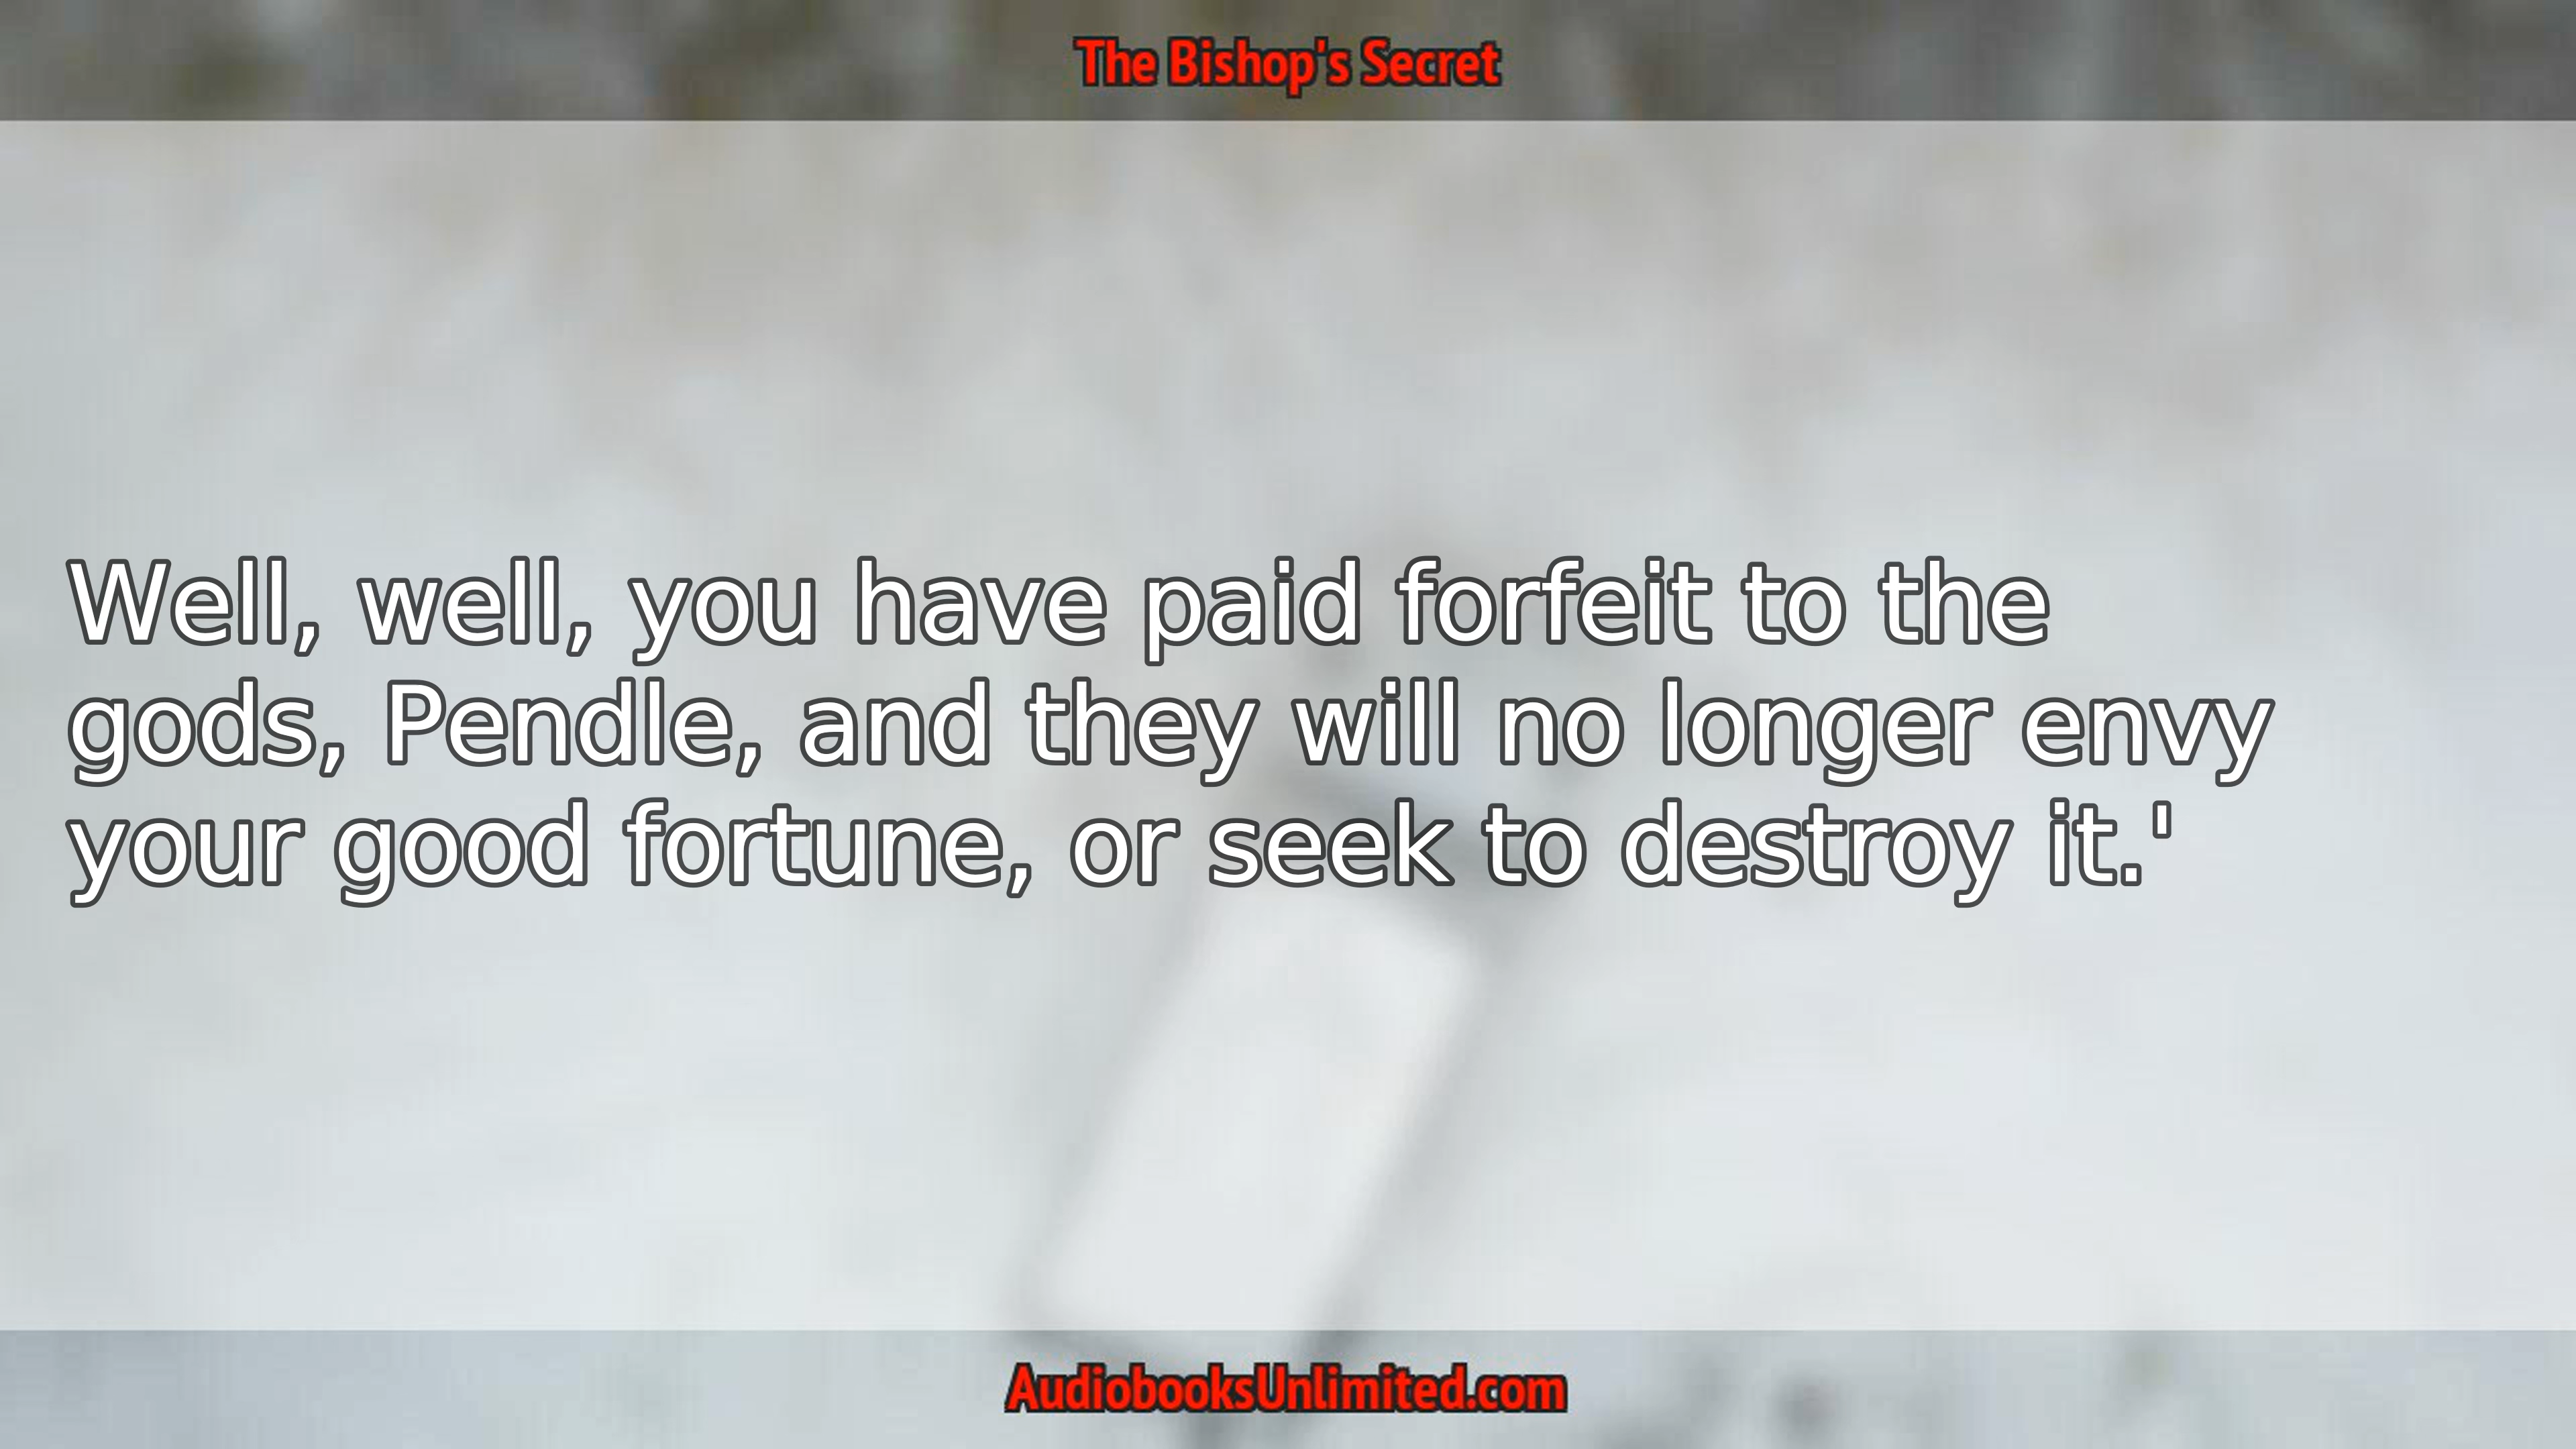 The Bishop's Secret
Well, well, you have paid forfeit to the
gods, Pendle, and they will no longer envy
your good fortune, or seek to destroy it.'
AudiobooksUnlimited.com